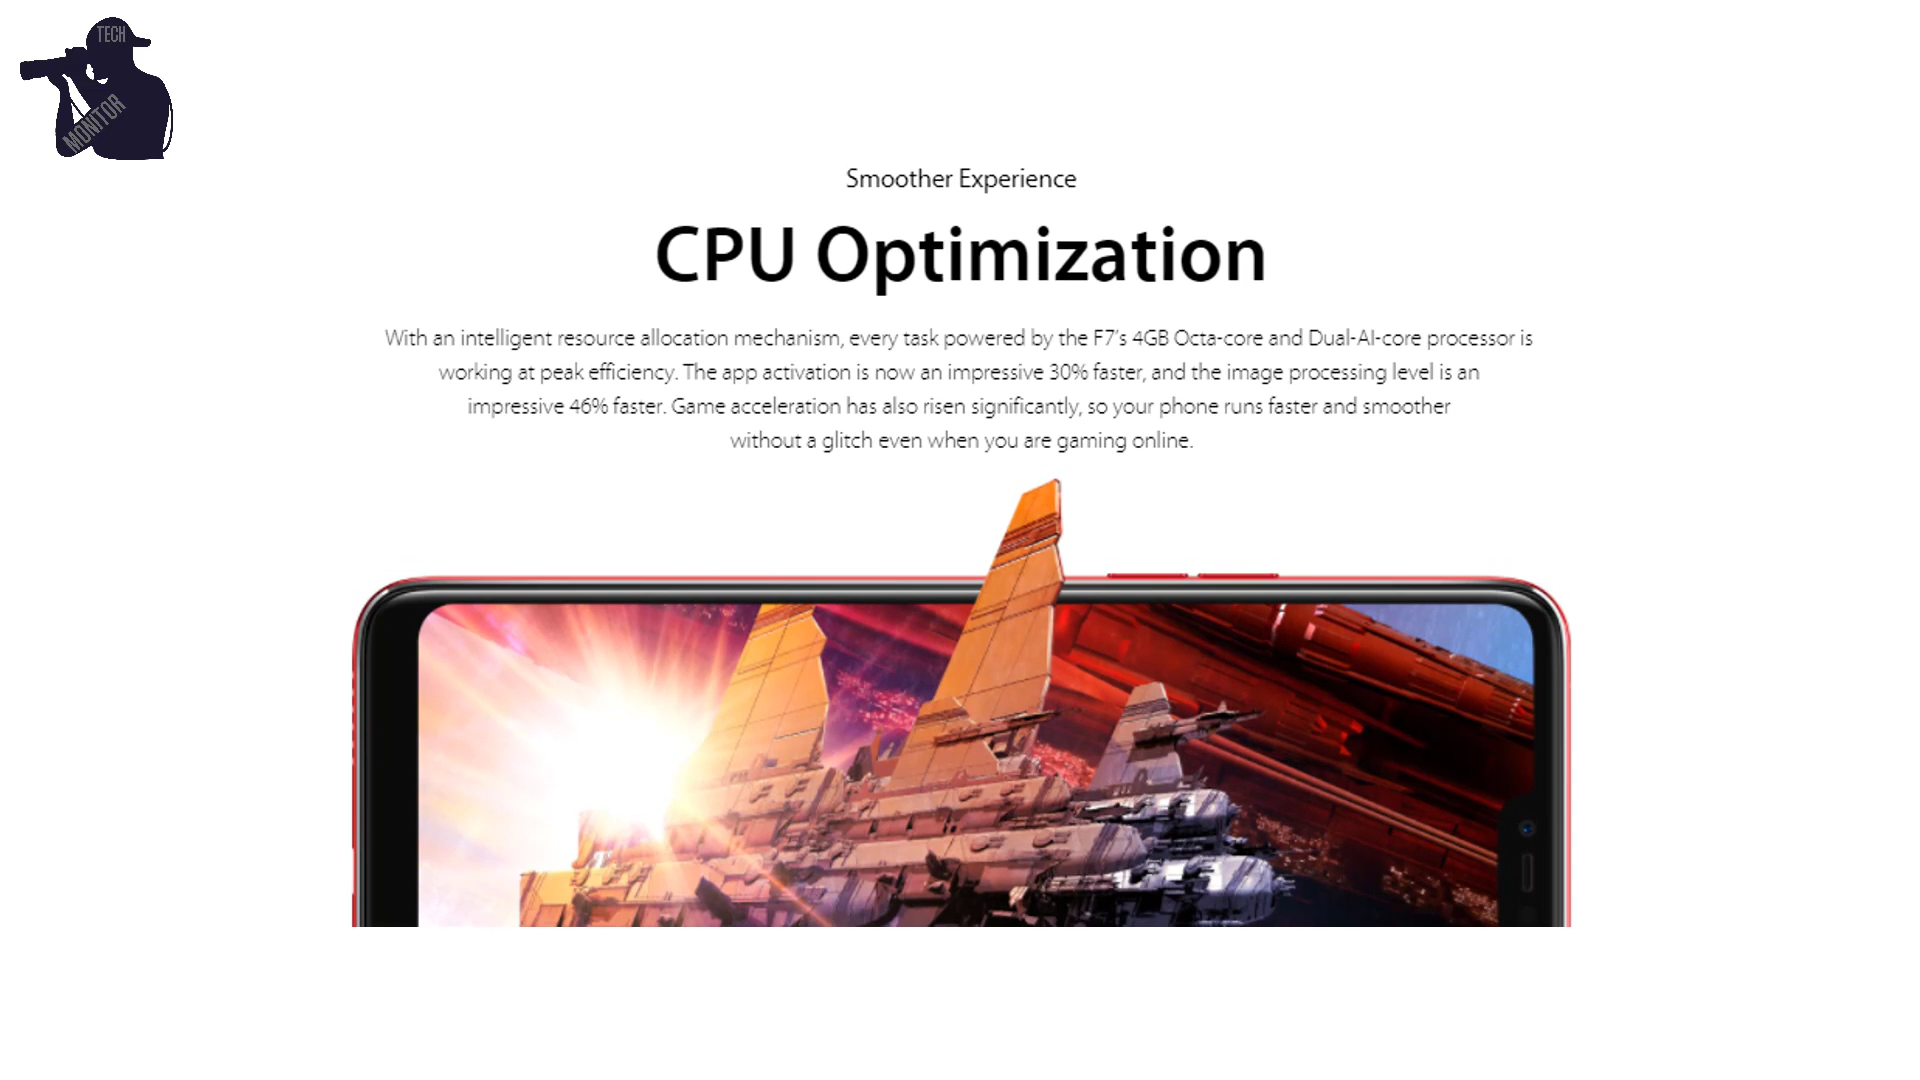 TECH
MONITOR
Smoother Experience
CPU Optimization
With an intelligent resource allocation mechanism, every task powered by the F7's 4GB Octa-core and Dual-AI-core processor is
working at peak efficiency. The app activation is now an impressive 30% faster, and the image processing level is an
impressive 46% faster. Game acceleration has also risen significantly, so your phone runs faster and smoother
without a glitch even when you are gaming online.